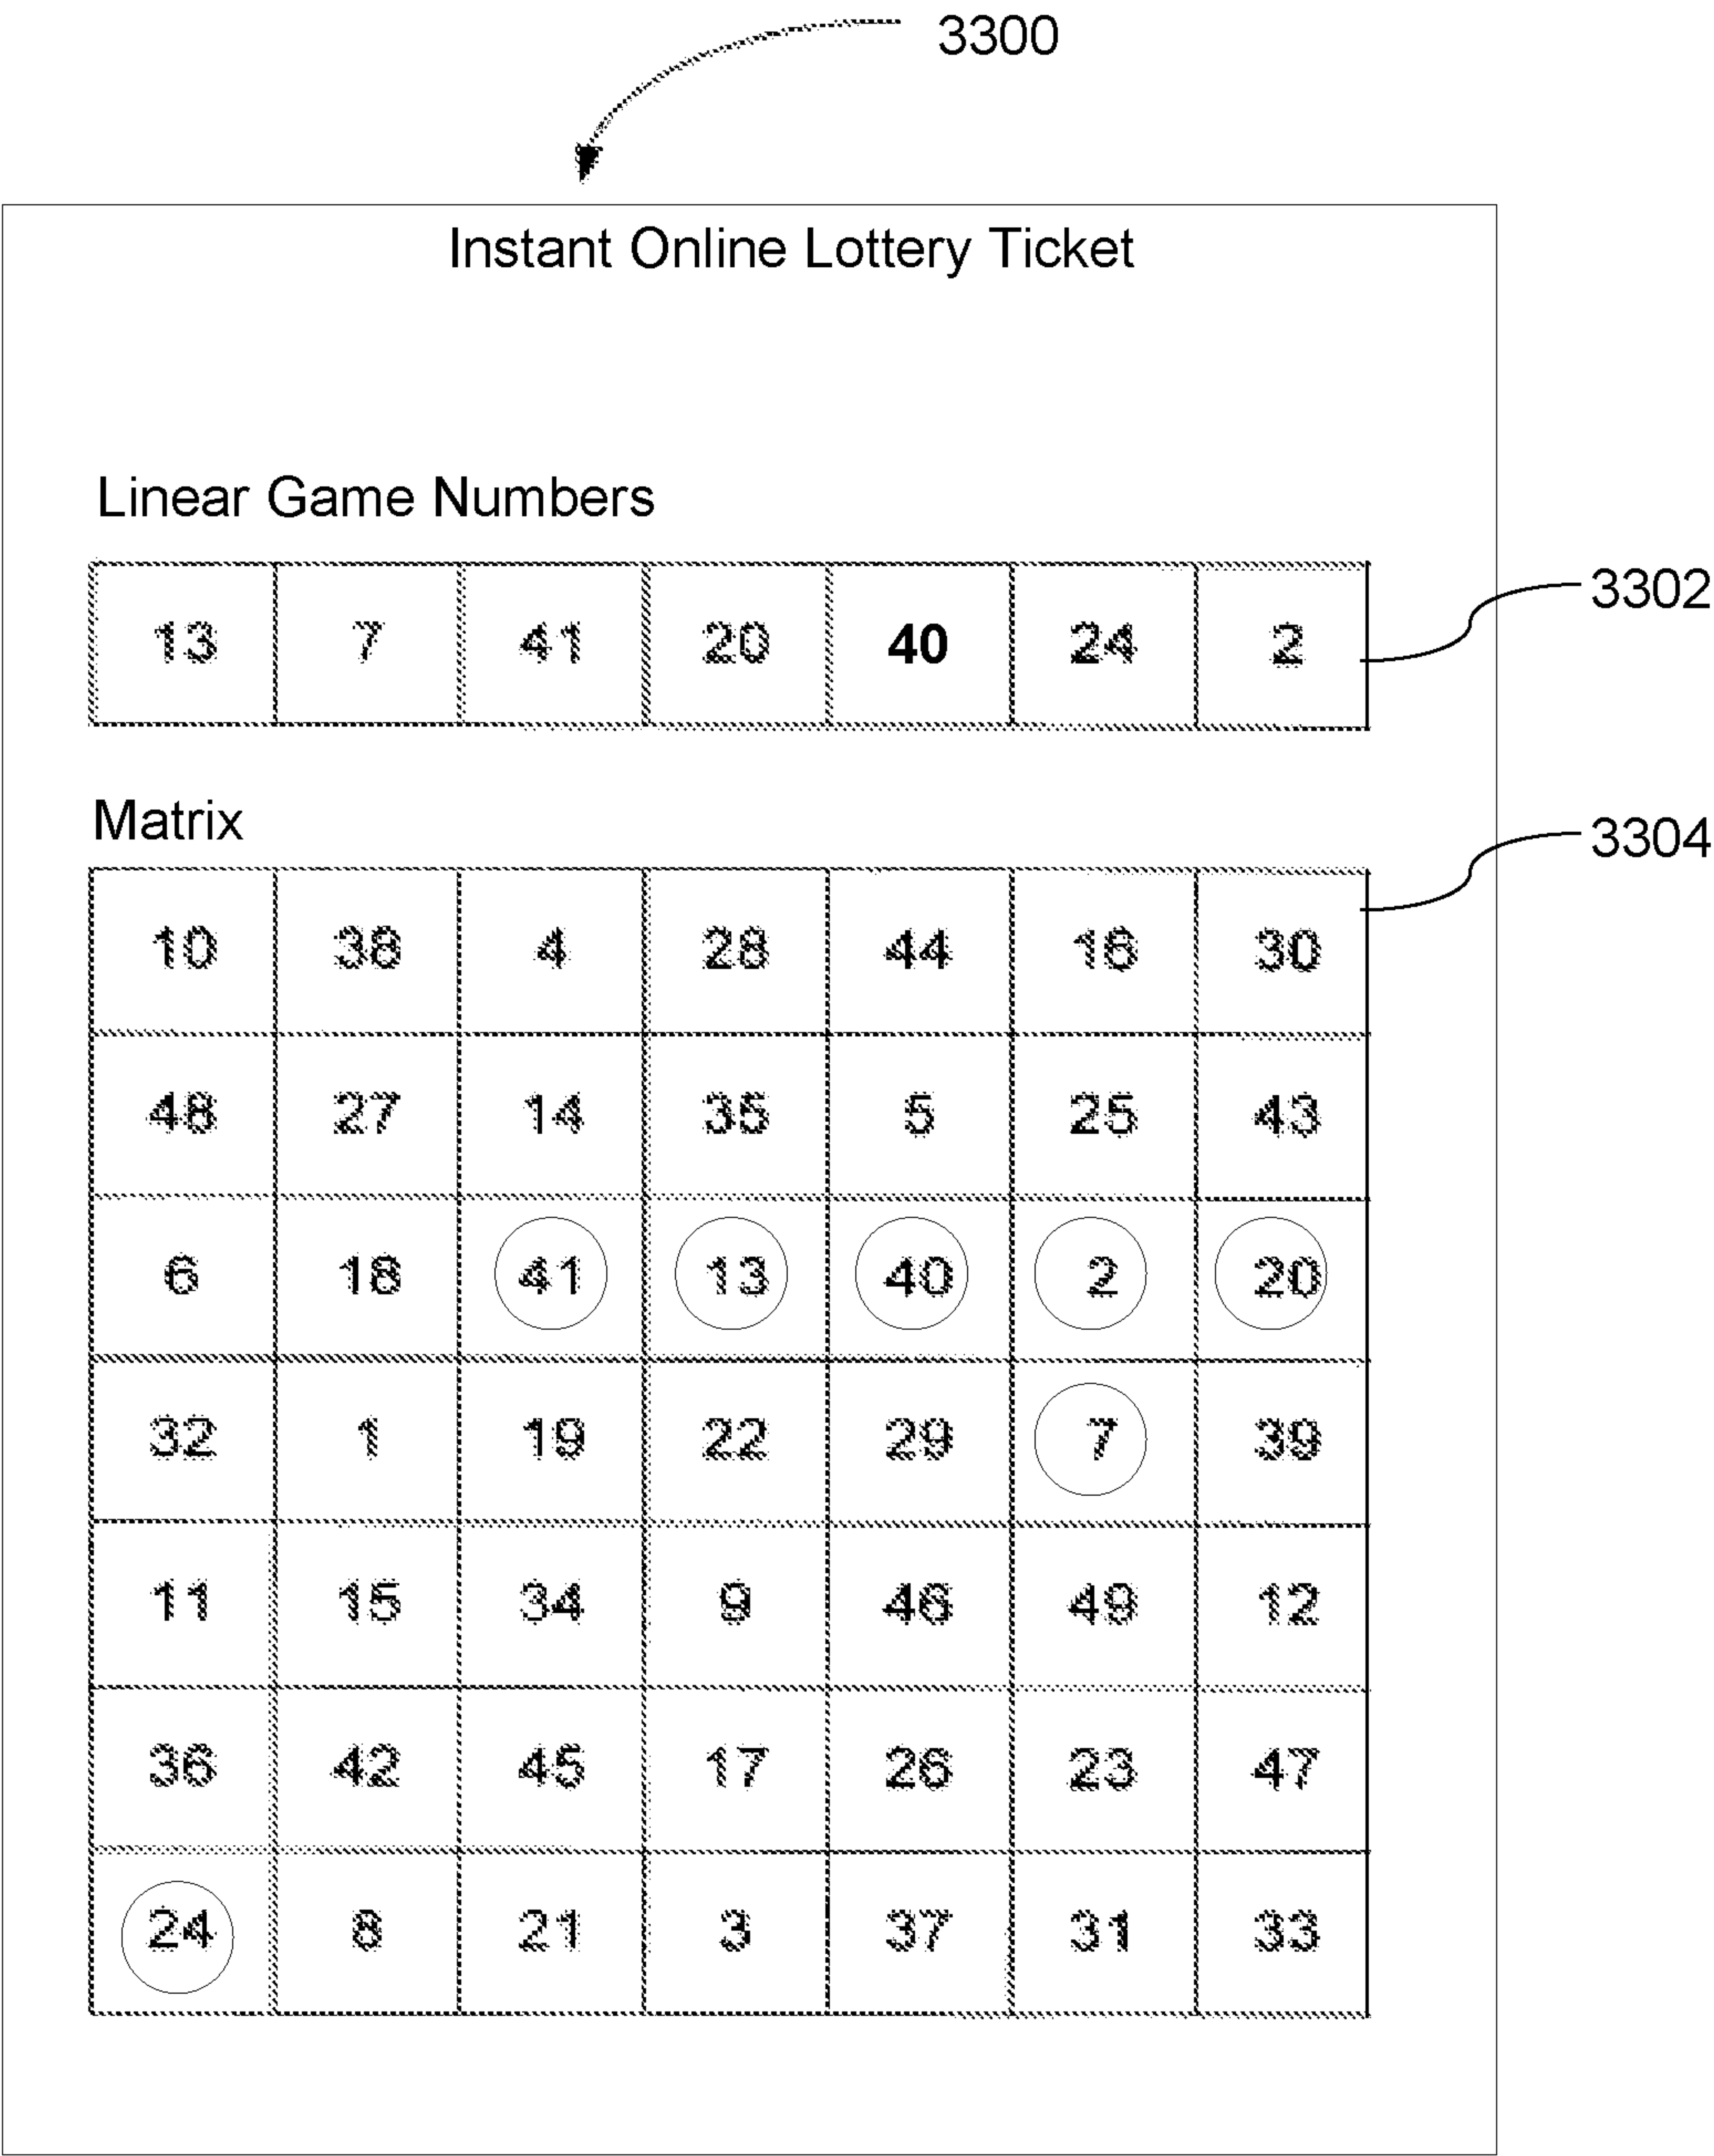 3300
Instant Online Lottery Ticket
Linear Game Numbers
13 7 41 20 40 24 2
3302
Matrix
3304
10 38 4 28 44 16 30
48 27 14 35 5 25 43
6 18 41 13 40 2 20
32 1 19 22 29 7 39
11 15 34 9 46 49 12
36 42 45 17 26 23 47
24 8 21 3 37 31 33